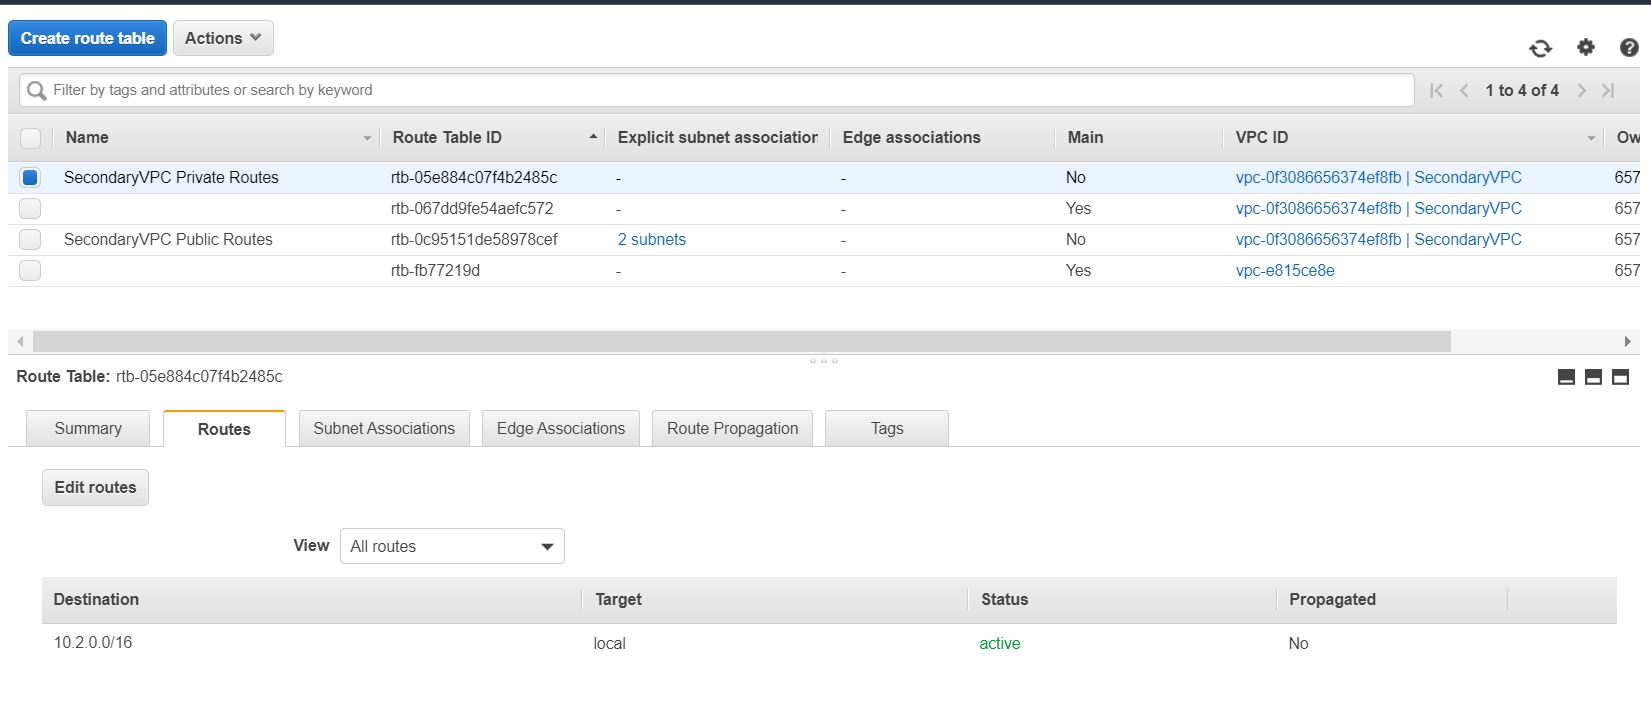 Create route table Actions
Filter by tags and attributes or search by keyword 1 to 4 of 4
Name Route Table ID Explicit subnet association Edge associations Main VPC ID Ow
SecondaryVPC Private Routes rtb-05e884c07f4b2485c - - No vpc-0f3086656374ef8fb | SecondaryVPC 657
rtb-067dd9fe54aefc572 - - Yes vpc-0f3086656374ef8fb | SecondaryVPC 657
SecondaryVPC Public Routes rtb-0c95151de58978cef 2 subnets - No vpc-0f3086656374ef8fb | SecondaryVPC 657
rtb-fb77219d - - Yes vpc-e815ce8e 657
Route Table: rtb-05e884c07f4b2485c
Summary Routes Subnet Associations Edge Associations Route Propagation Tags
Edit routes
View All routes
Destination Target Status Propagated
10.2.0.0/16 local active No